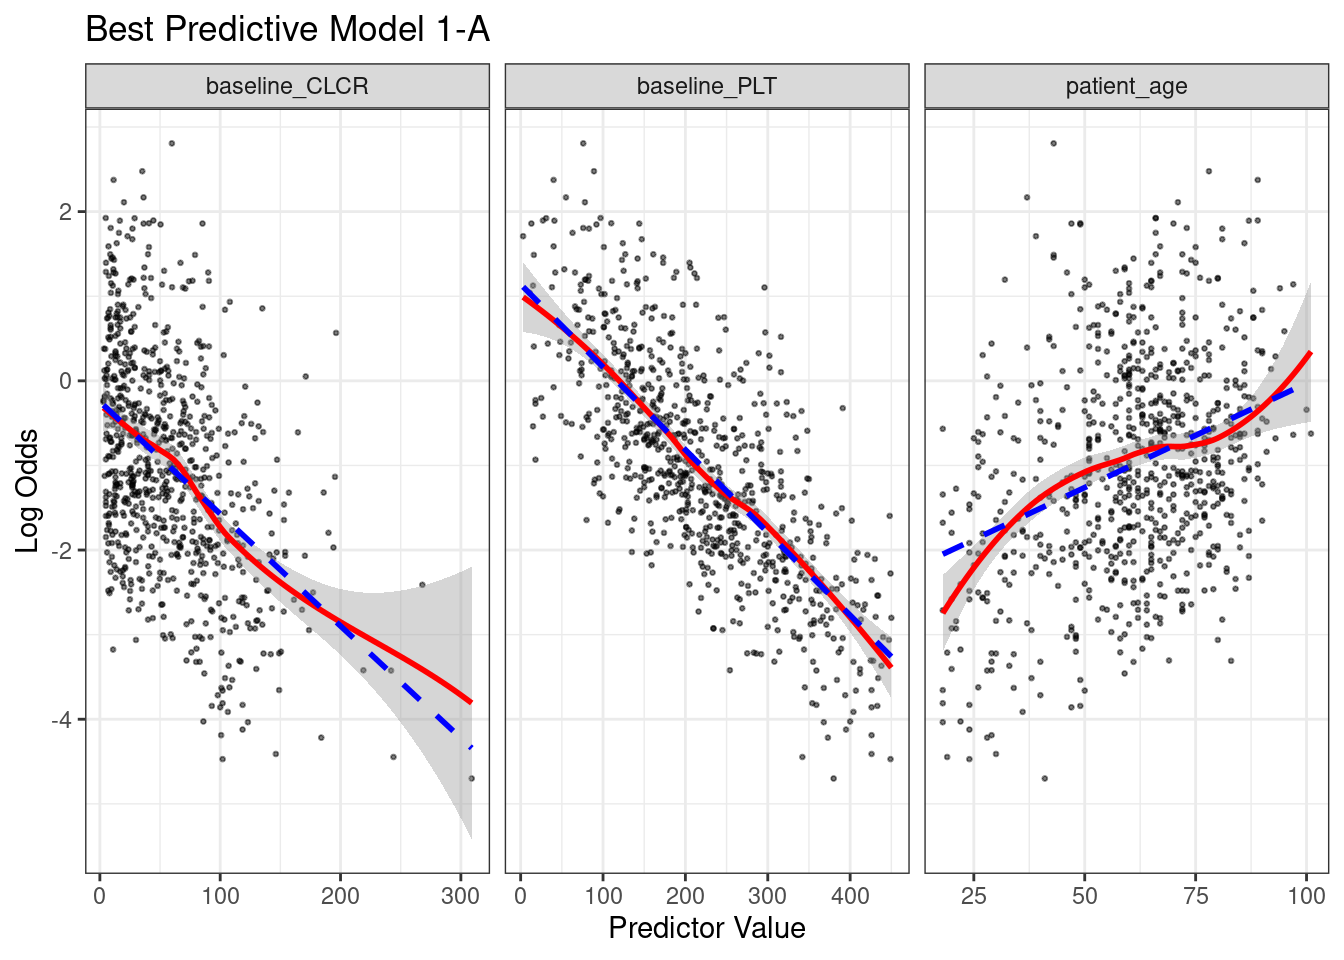 Best Predictive Model 1-A
baseline_CLCR baseline_PLT patient_age
Log Odds
2
0
-2
-4
0 100 200 300 0 100 200 300 400 25 50 75 100
Predictor Value